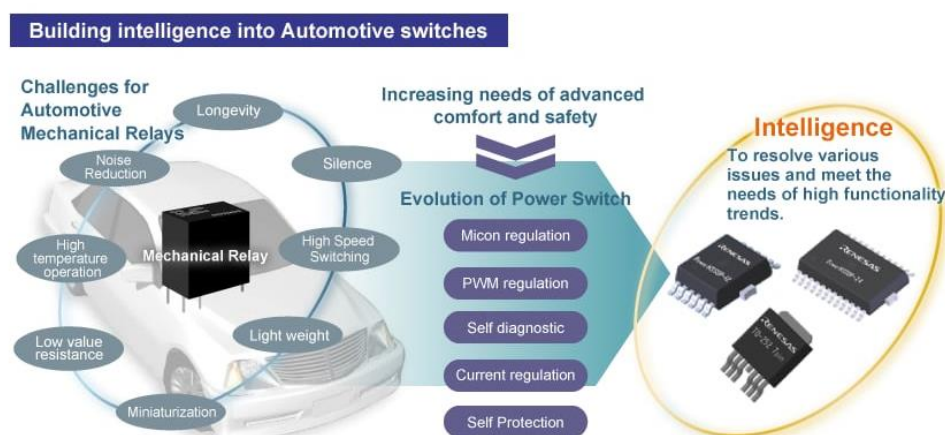 Building intelligence into Automotive switches
Challenges for
Automotive
Mechanical Relays
Longevity
Noise
Reduction
Silence
High
temperature
operation
Mechanical Relay
High Speed
Switching
Low value
resistance
Light weight
Miniaturization
Increasing needs of advanced
comfort and safety
Evolution of Power Switch
Micon regulation
PWM regulation
Self diagnostic
Current regulation
Self Protection
Intelligence
To resolve various
issues and meet the
needs of high functionality
trends.
RENESAS
RENESAS
RENESAS